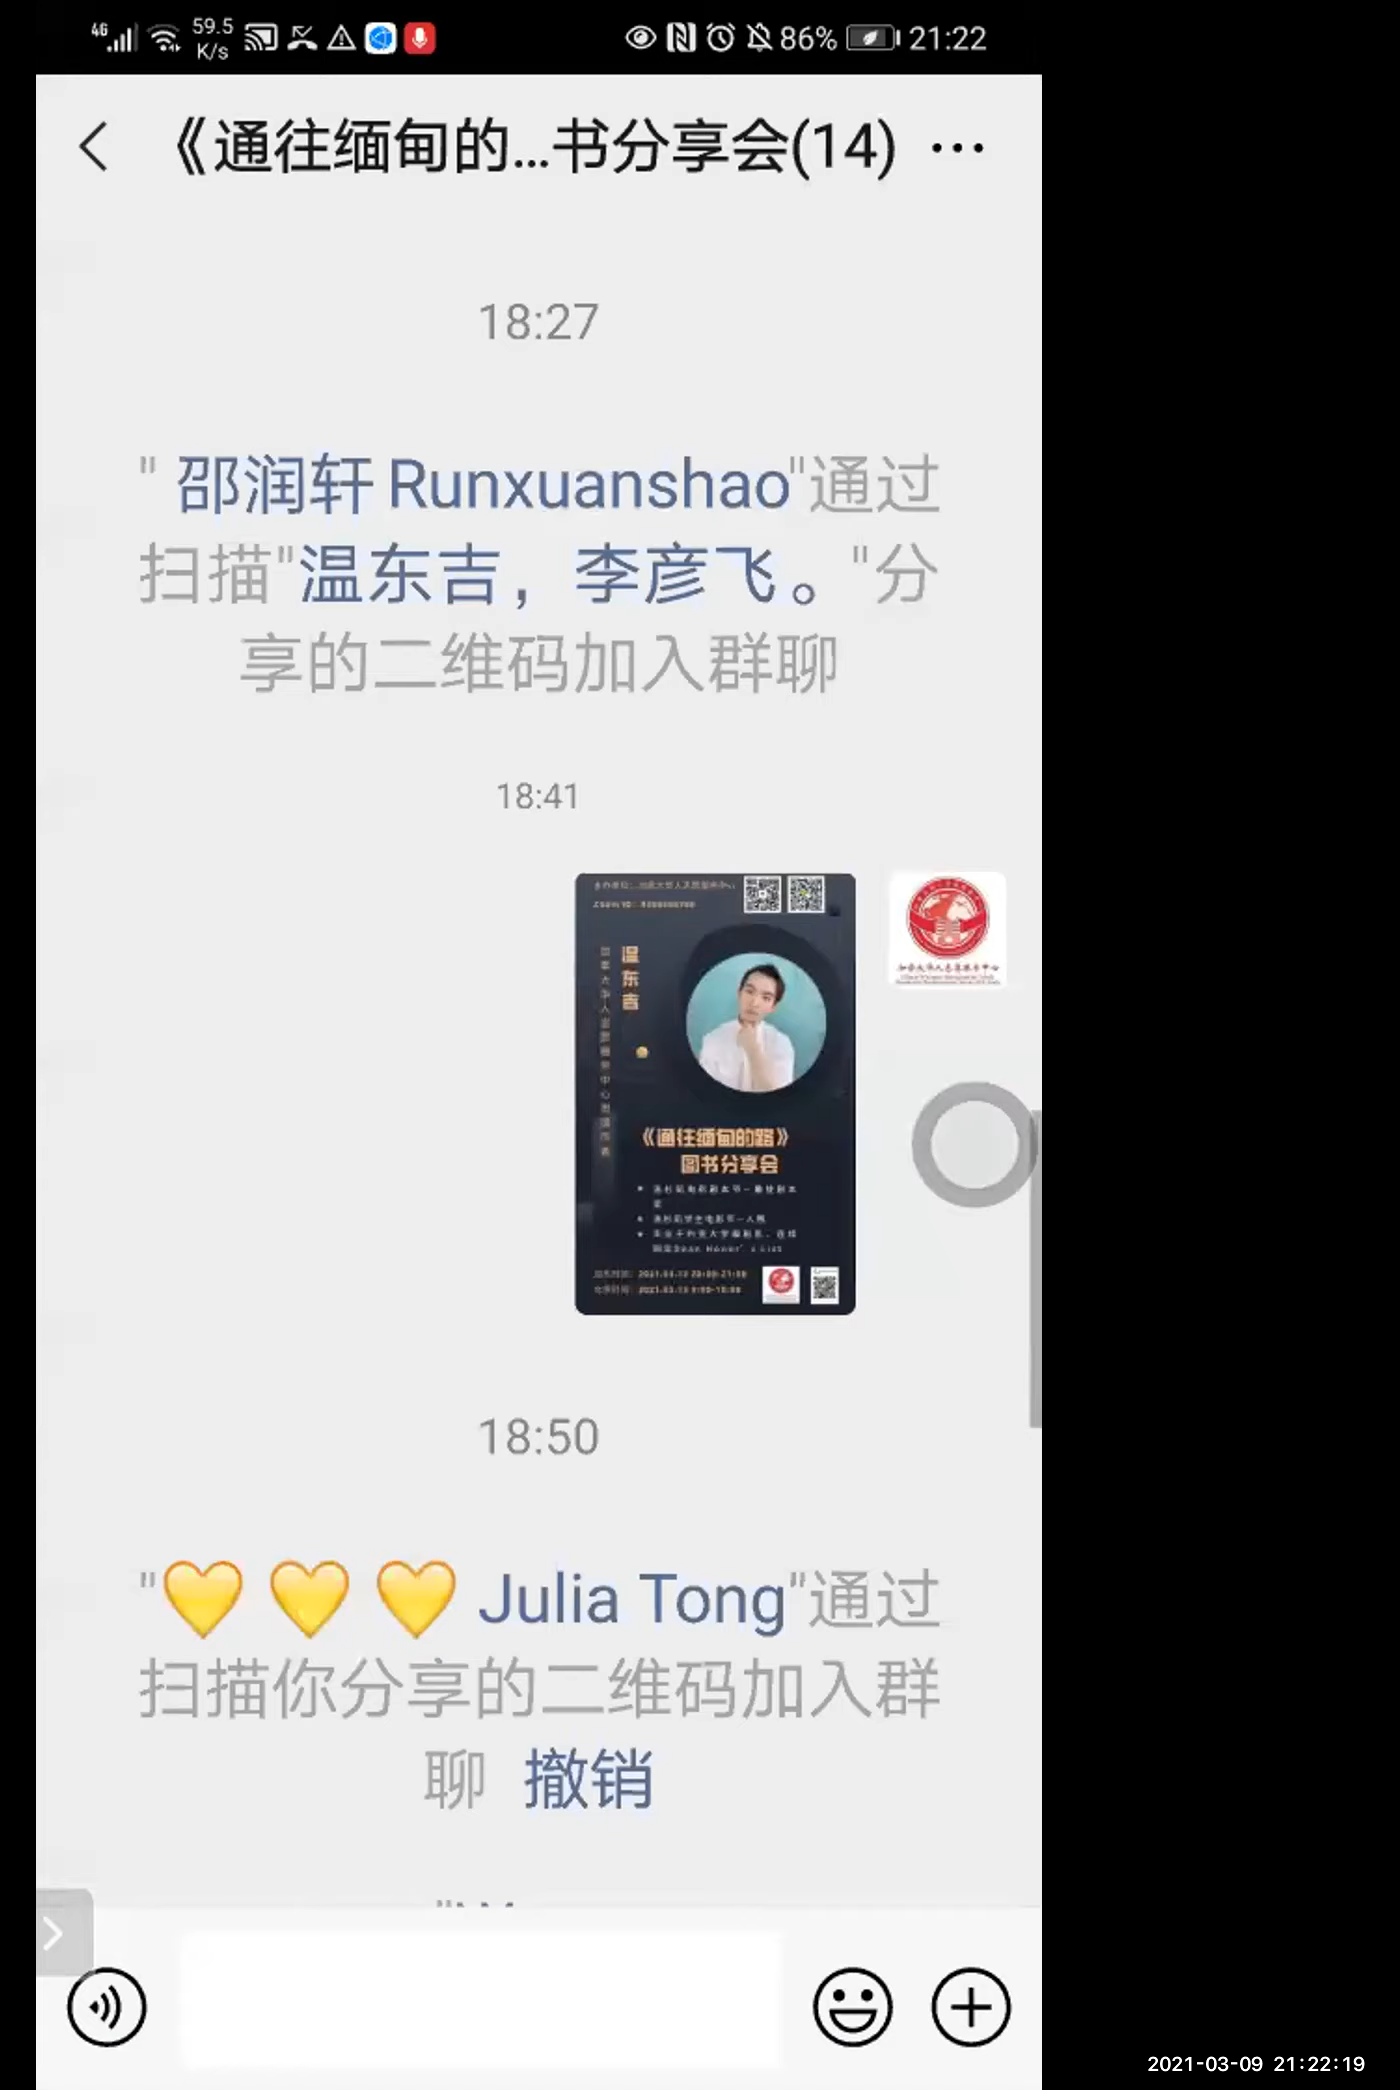 4G 59.5 K/s 86% 21:22
《通往缅甸的...书分享会(14)
18:27
" 邵润轩 Runxuanshao"通过
扫描"温东吉，李彦飞。"分
享的二维码加入群聊
18:41
温东吉
《通往缅甸的路》
图书分享会
18:50
"💛 💛 💛 Julia Tong"通过
扫描你分享的二维码加入群
聊 撤销
2021-03-09 21:22:19